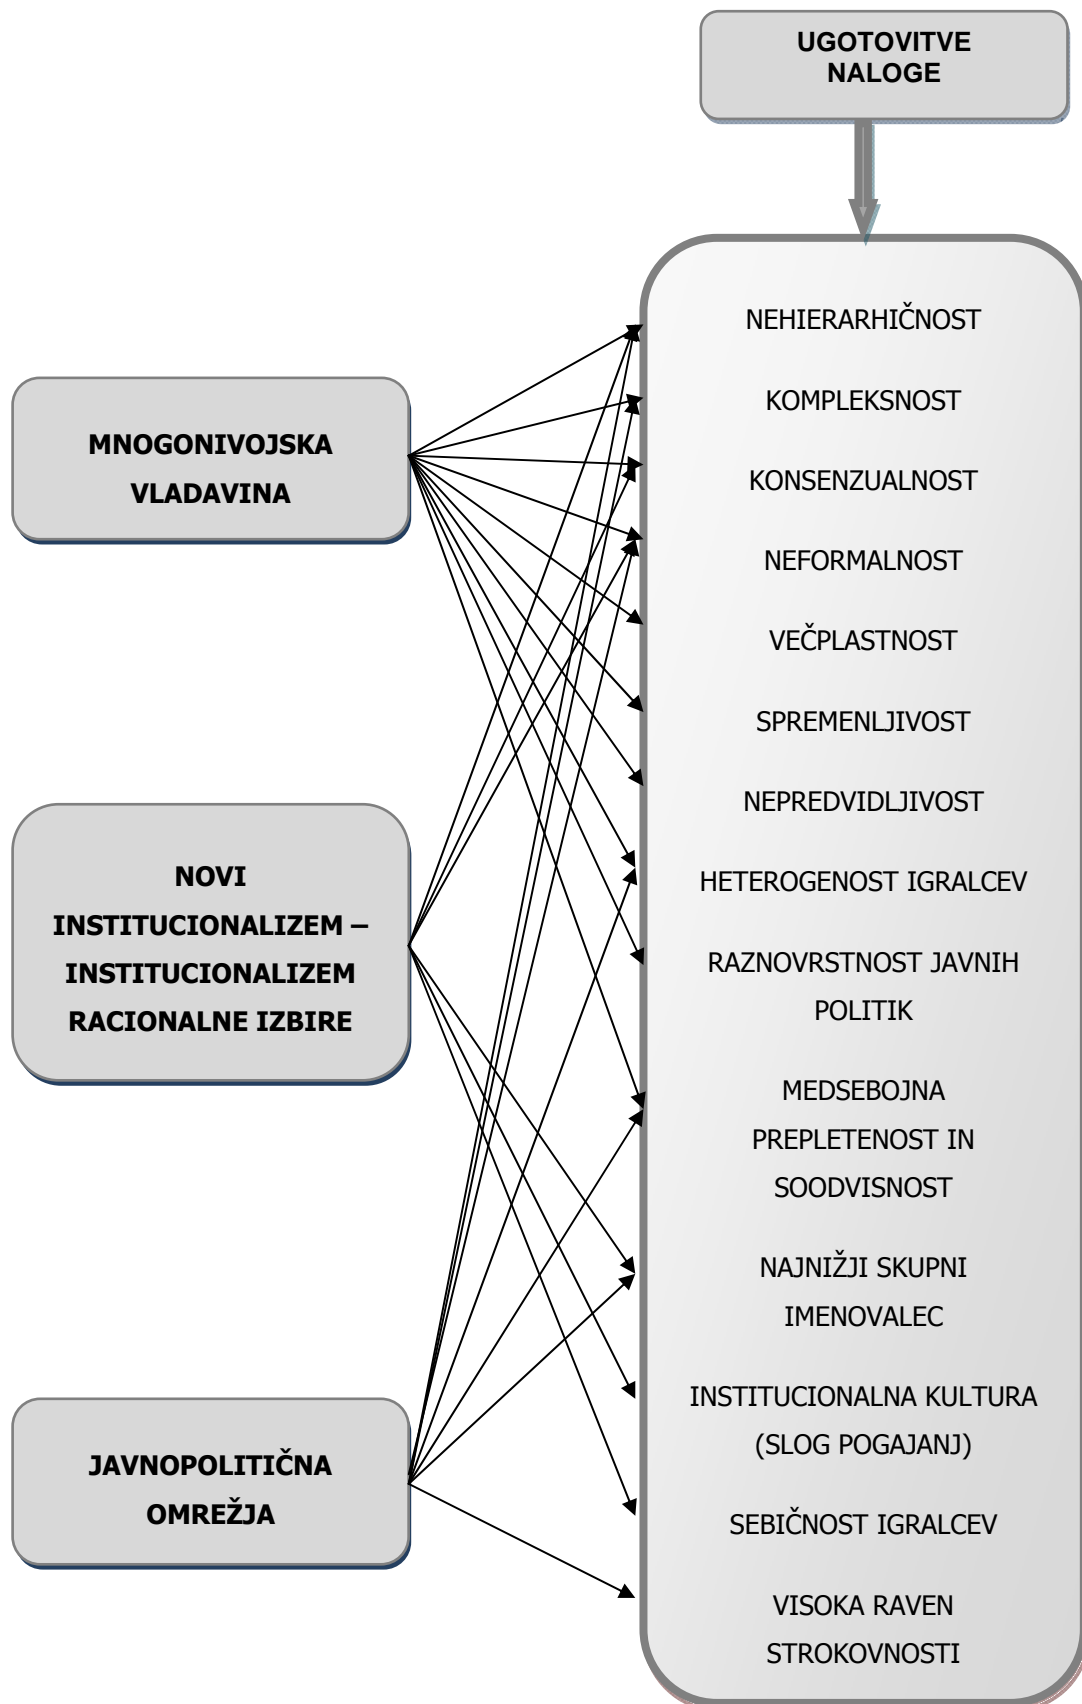 UGOTOVITVE
NALOGE
MNOGONIVOJSKA
VLADAVINA
NOVI
INSTITUCIONALIZEM –
INSTITUCIONALIZEM
RACIONALNE IZBIRE
JAVNOPOLITIČNA
OMREŽJA
NEHIERARHIČNOST
KOMPLEKSNOST
KONSENZUALNOST
NEFORMALNOST
VEČPLASTNOST
SPREMENLJIVOST
NEPREDVIDLJIVOST
HETEROGENOST IGRALCEV
RAZNOVRSTNOST JAVNIH
POLITIK
MEDSEBOJNA
PREPLETENOST IN
SOODVISNOST
NAJNIŽJI SKUPNI
IMENOVALEC
INSTITUCIONALNA KULTURA
(SLOG POGAJANJ)
SEBIČNOST IGRALCEV
VISOKA RAVEN
STROKOVNOSTI